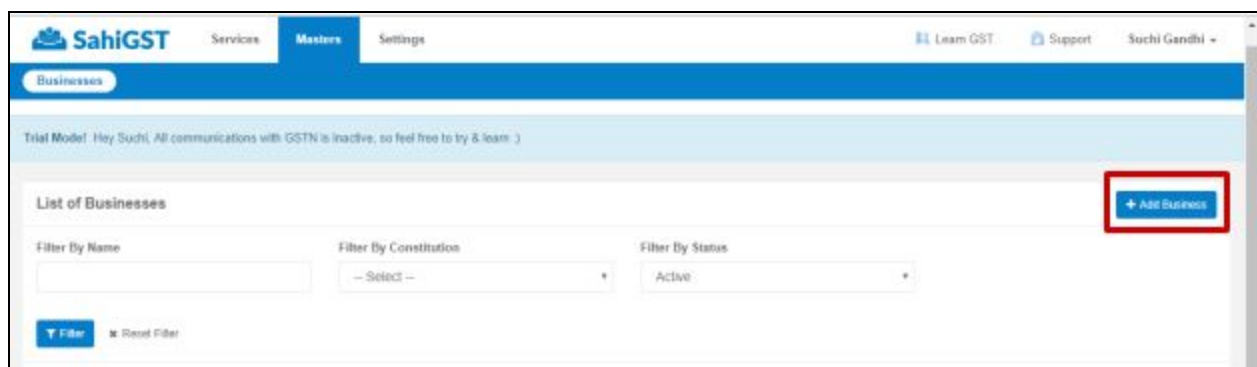 SahiGST Services Masters Settings Learn GST Support Suchi Gandhi
Businesses
Trial Mode! Hey Suchi, All communications with GSTN is inactive, so feel free to try & learn :)
List of Businesses + Add Business
Filter By Name Filter By Constitution Filter By Status
-- Select -- Active
Filter × Reset Filter